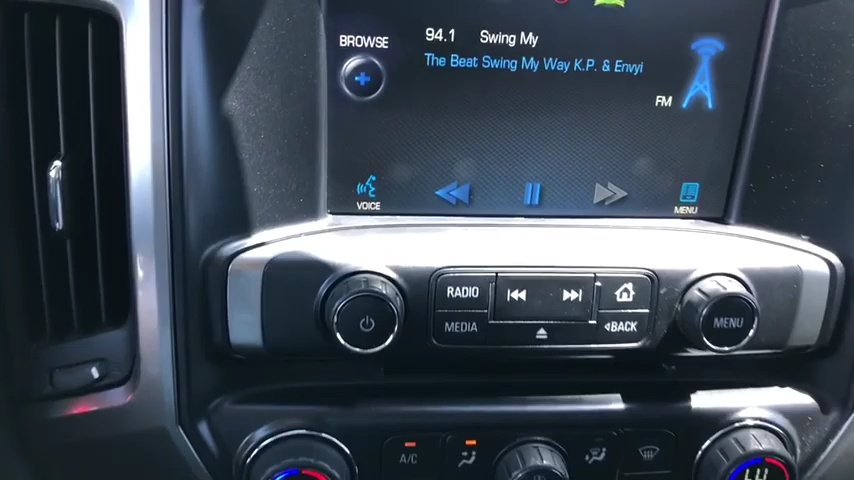 BROWSE
94.1 Swing My
The Beat Swing My Way K.P. & Envyi
FM
VOICE
MENU
RADIO
MEDIA
BACK
MENU
A/C